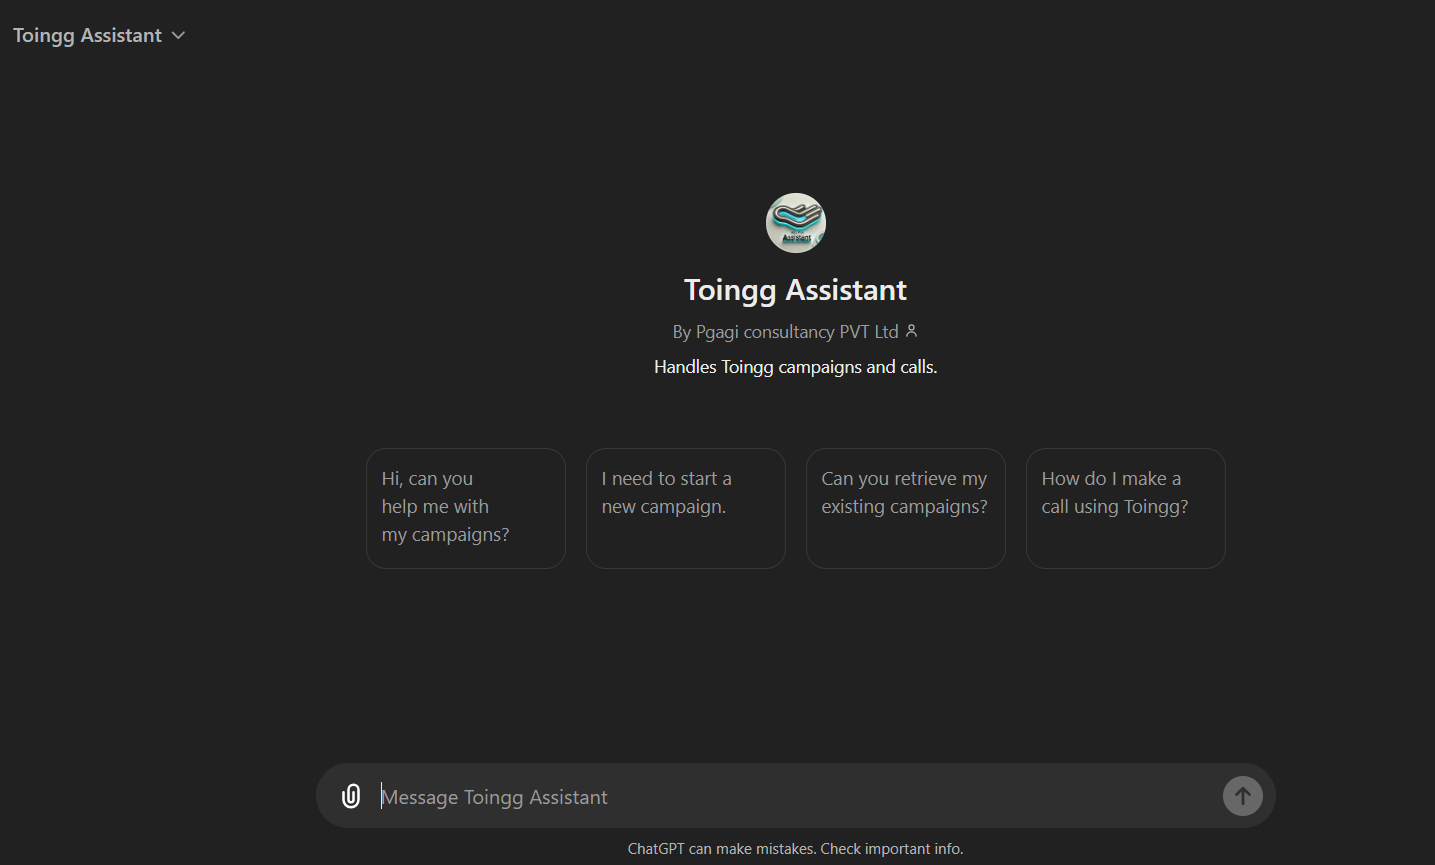 Toingg Assistant
Assistant
Toingg Assistant
By Pgagi consultancy PVT Ltd
Handles Toingg campaigns and calls.
Hi, can you
help me with
my campaigns?
I need to start a
new campaign.
Can you retrieve my
existing campaigns?
How do I make a
call using Toingg?
Message Toingg Assistant
ChatGPT can make mistakes. Check important info.